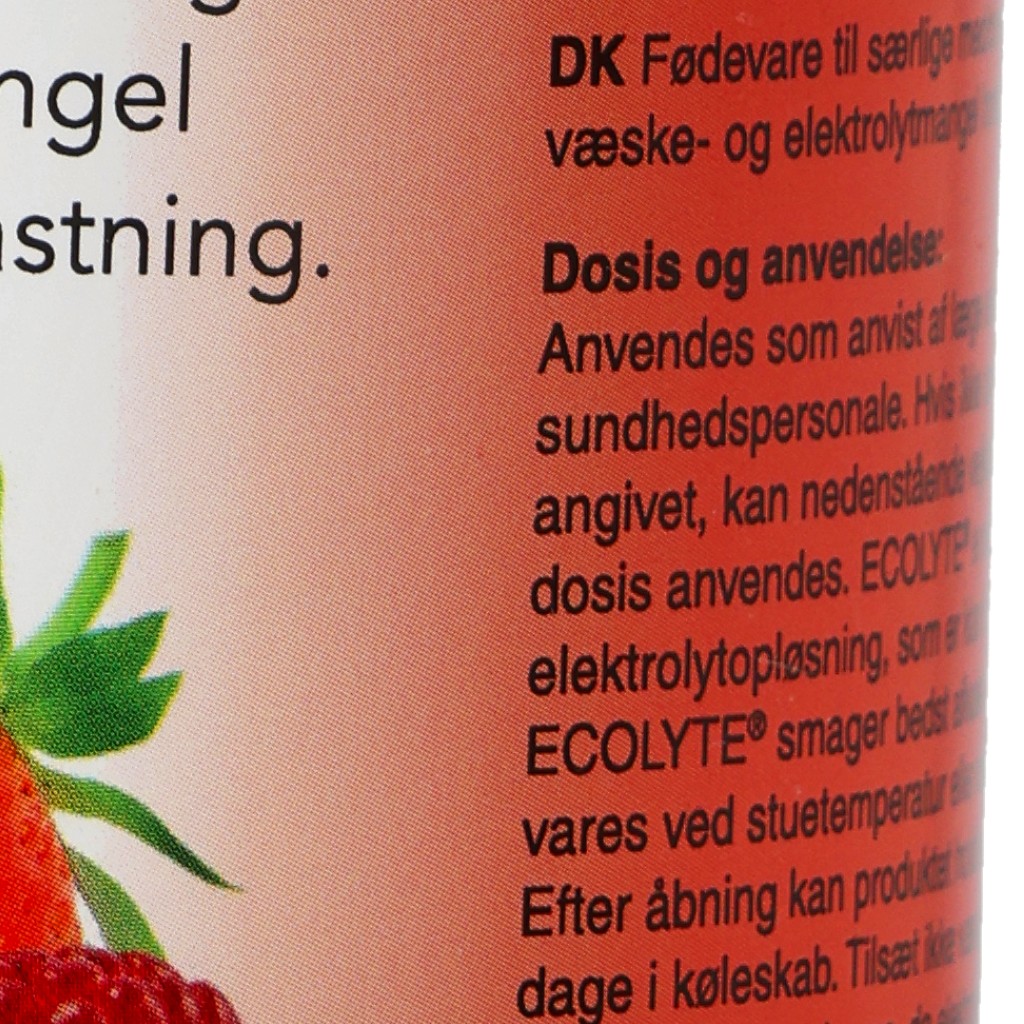 DK Fødevare til særlige
væske- og elektrolytmangel
Dosis og anvendelse:
Anvendes som anvist af
sundhedspersonale. Hvis
angivet, kan nedenstående
dosis anvendes. ECOLYTE®
elektrolytopløsning, som er
ECOLYTE® smager bedst
vares ved stuetemperatur
Efter åbning kan produktet
dage i køleskab. Tilsæt ikke
ngel
astning.